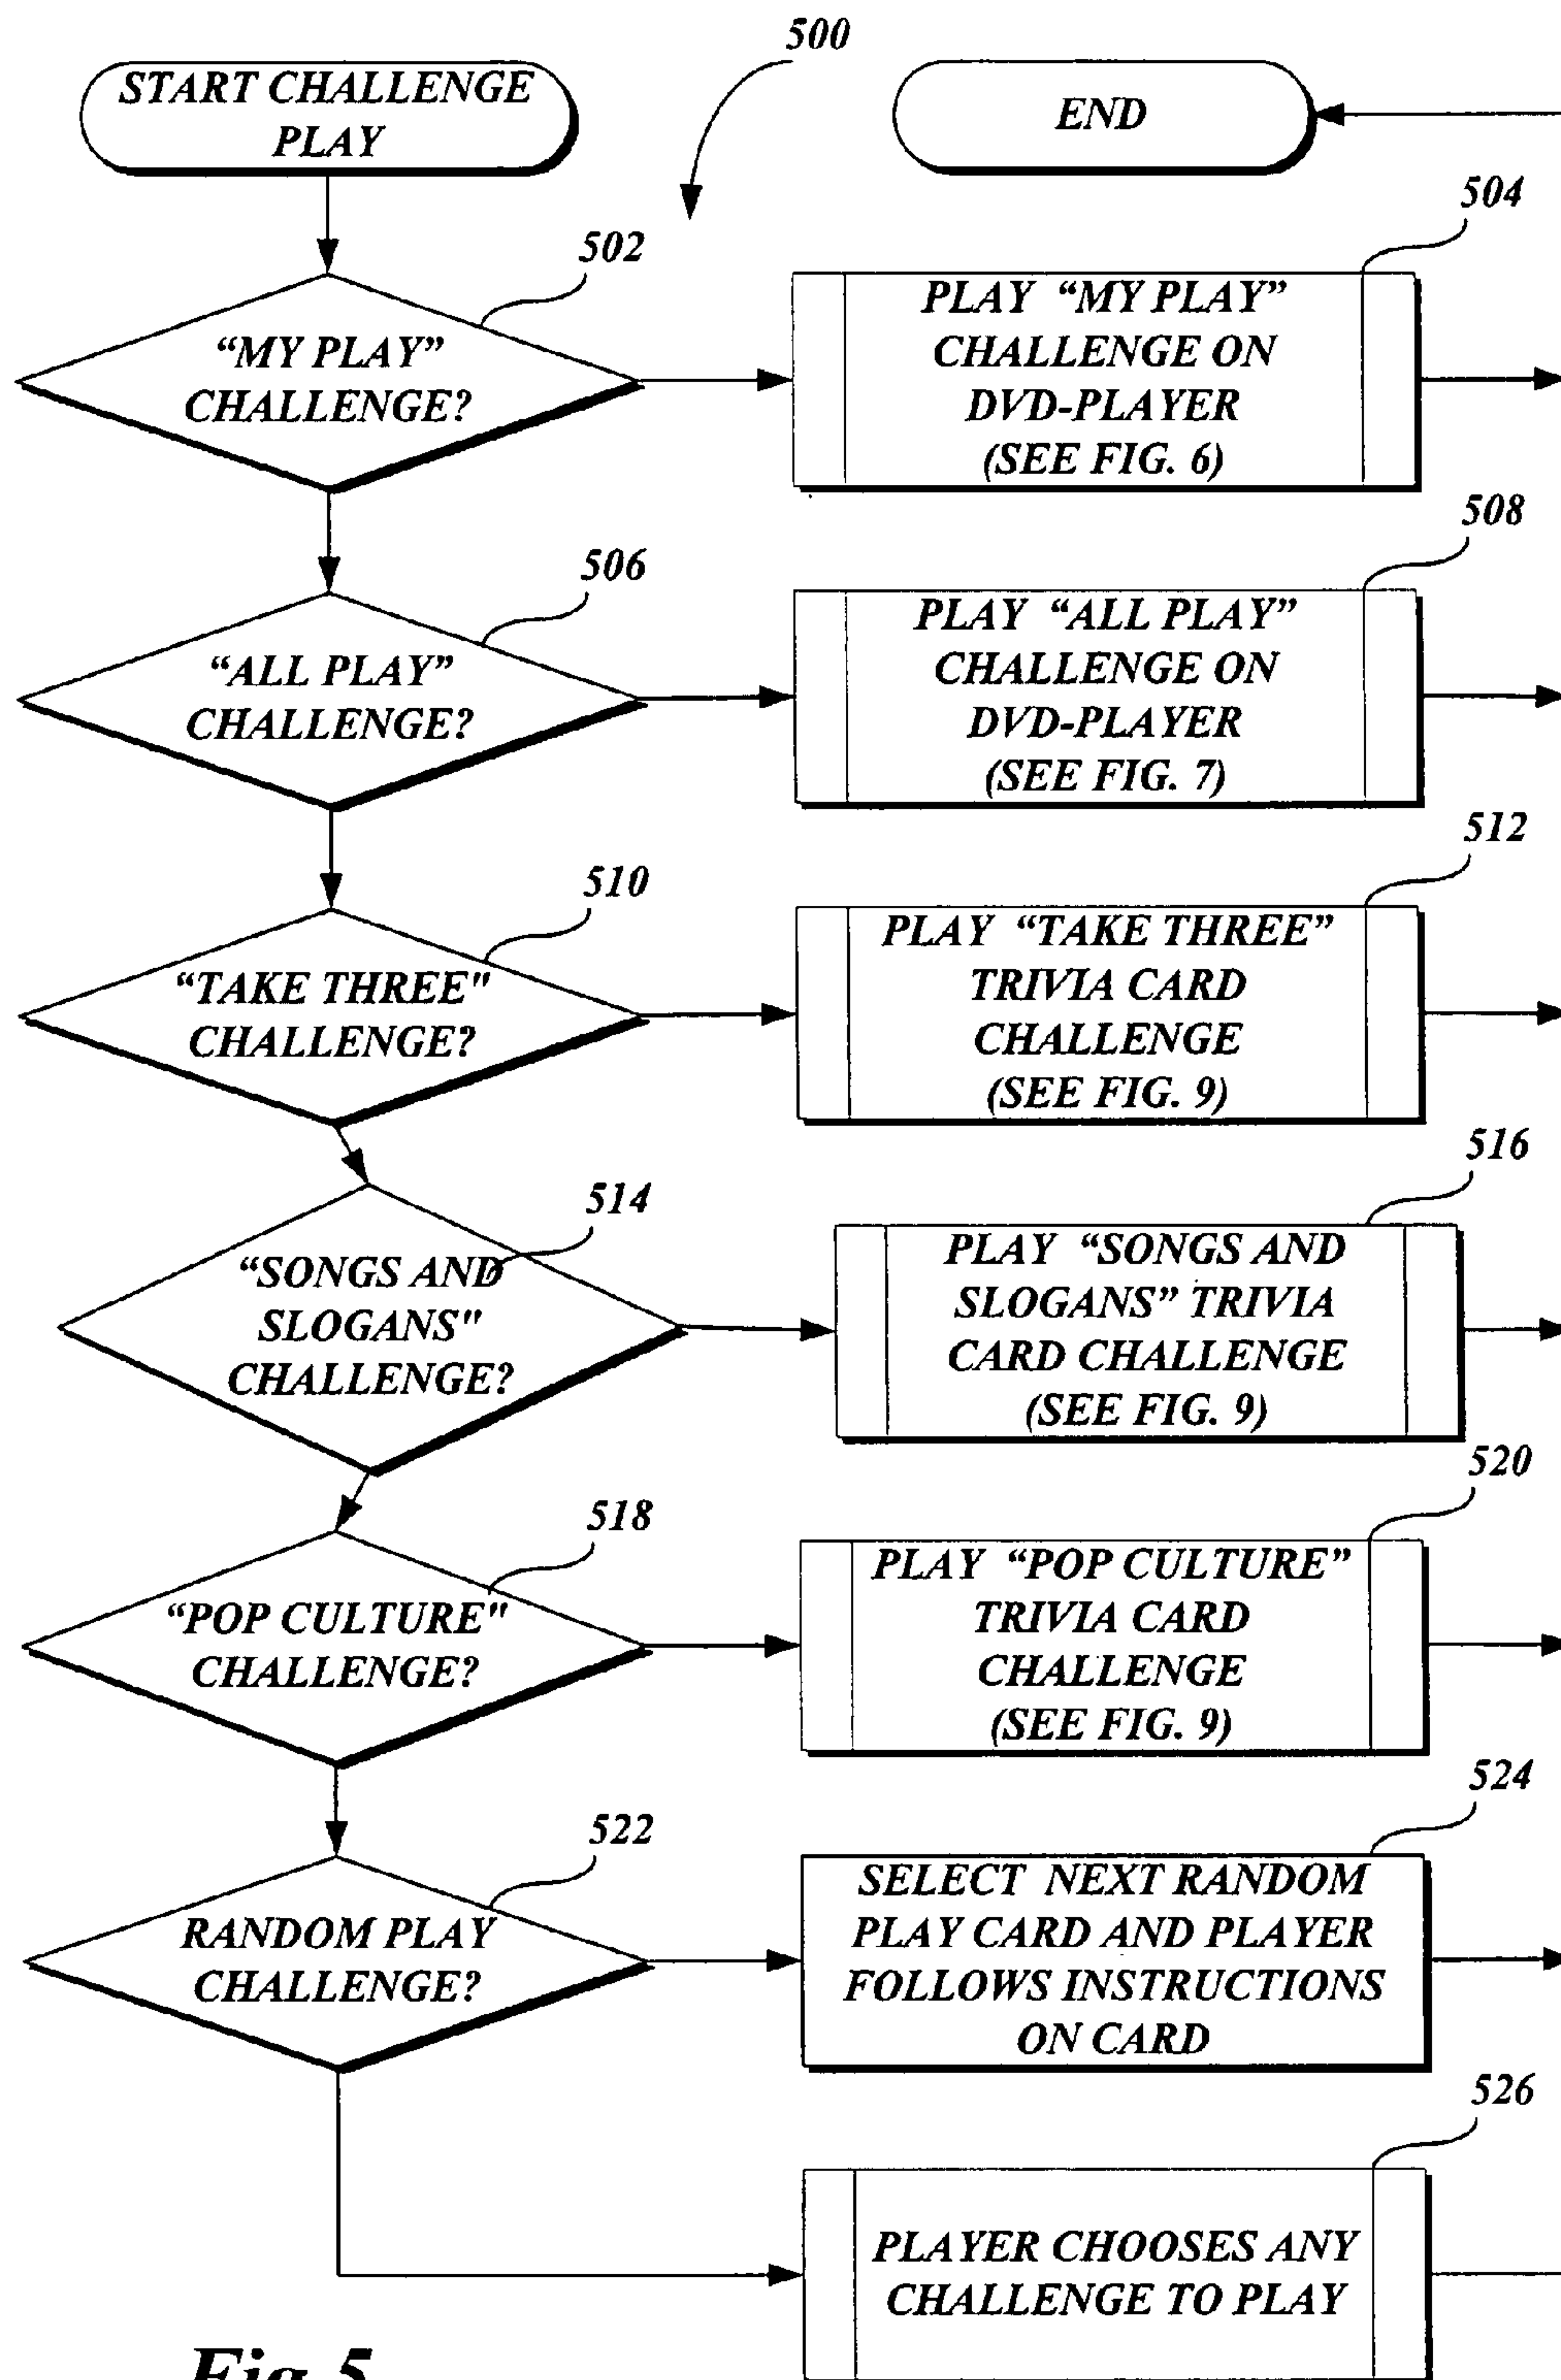 500
START CHALLENGE
PLAY
END
502
"MY PLAY"
CHALLENGE?
504
PLAY "MY PLAY"
CHALLENGE ON
DVD-PLAYER
(SEE FIG. 6)
506
"ALL PLAY"
CHALLENGE?
508
PLAY "ALL PLAY"
CHALLENGE ON
DVD-PLAYER
(SEE FIG. 7)
510
"TAKE THREE"
CHALLENGE?
512
PLAY "TAKE THREE"
TRIVIA CARD
CHALLENGE
(SEE FIG. 9)
514
"SONGS AND
SLOGANS"
CHALLENGE?
516
PLAY "SONGS AND
SLOGANS" TRIVIA
CARD CHALLENGE
(SEE FIG. 9)
518
"POP CULTURE"
CHALLENGE?
520
PLAY "POP CULTURE"
TRIVIA CARD
CHALLENGE
(SEE FIG. 9)
522
RANDOM PLAY
CHALLENGE?
524
SELECT NEXT RANDOM
PLAY CARD AND PLAYER
FOLLOWS INSTRUCTIONS
ON CARD
526
PLAYER CHOOSES ANY
CHALLENGE TO PLAY
Fig.5